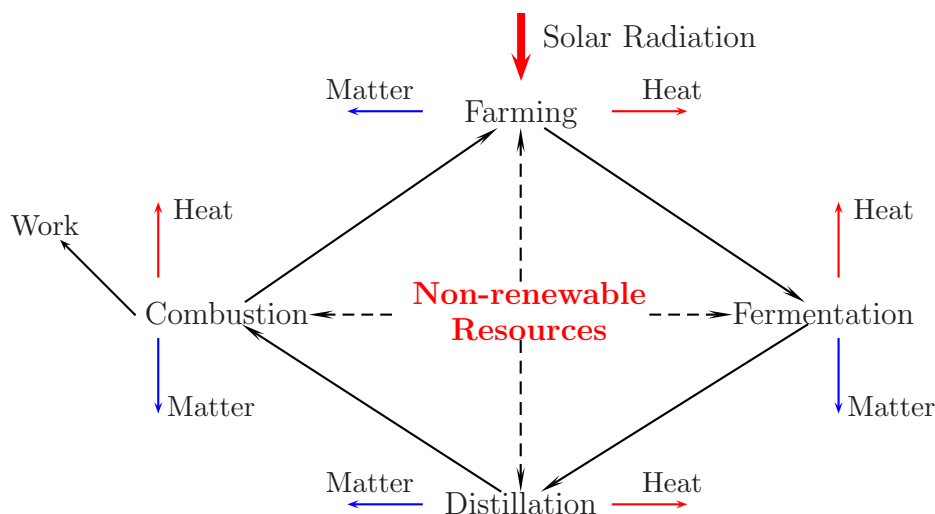 Solar Radiation
Matter
Heat
Farming
Heat
Heat
Work
Non-renewable
Resources
Combustion
Fermentation
Matter
Matter
Matter
Heat
Distillation